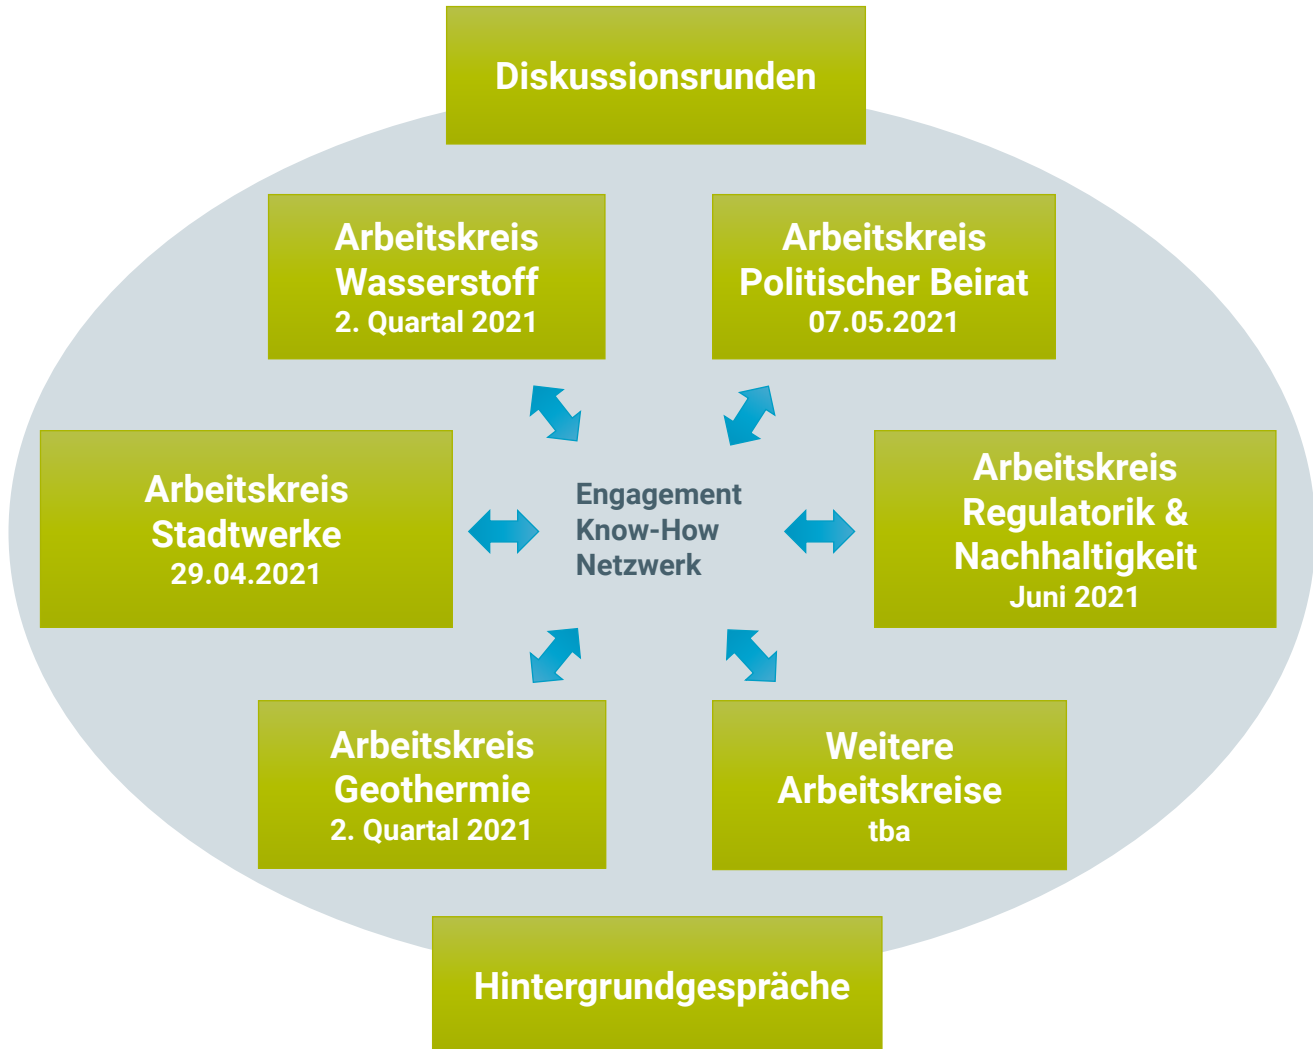 Diskussionsrunden
Arbeitskreis
Wasserstoff
2. Quartal 2021
Arbeitskreis
Politischer Beirat
07.05.2021
Arbeitskreis
Stadtwerke
29.04.2021
Engagement
Know-How
Netzwerk
Arbeitskreis
Regulatorik &
Nachhaltigkeit
Juni 2021
Arbeitskreis
Geothermie
2. Quartal 2021
Weitere
Arbeitskreise
tba
Hintergrundgespräche